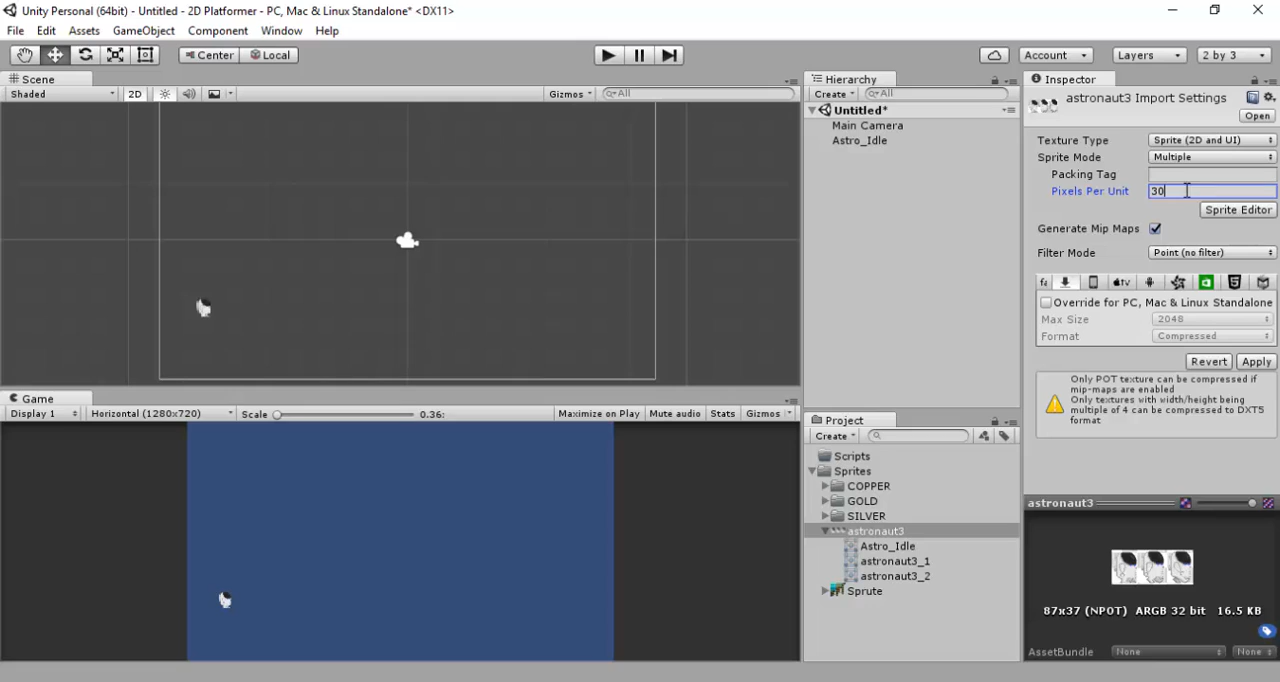 Unity Personal (64bit) - Untitled - 2D Platformer - PC, Mac & Linux Standalone* <DX11>
File Edit Assets GameObject Component Window Help
Center Local Account Layers 2 by 3
Scene
Shaded 2D Gizmos All
Hierarchy
Create All
Untitled*
Main Camera
Astro_Idle
Inspector
astronaut3 Import Settings
Open
Texture Type Sprite (2D and UI)
Sprite Mode Multiple
Packing Tag
Pixels Per Unit 30
Sprite Editor
Generate Mip Maps
Filter Mode Point (no filter)
Override for PC, Mac & Linux Standalone
Max Size 2048
Format Compressed
Revert Apply
Only POT texture can be compressed if
mip-maps are enabled
Only textures with width/height being
multiple of 4 can be compressed to DXT5
format
Game
Display 1 Horizontal (1280x720) Scale 0.36: Maximize on Play Mute audio Stats Gizmos
Project
Create
Scripts
Sprites
COPPER
GOLD
SILVER
astronaut3
Astro_Idle
astronaut3_1
astronaut3_2
Sprute
astronaut3
87x37 (NPOT) ARGB 32 bit 16.5 KB
AssetBundle None None